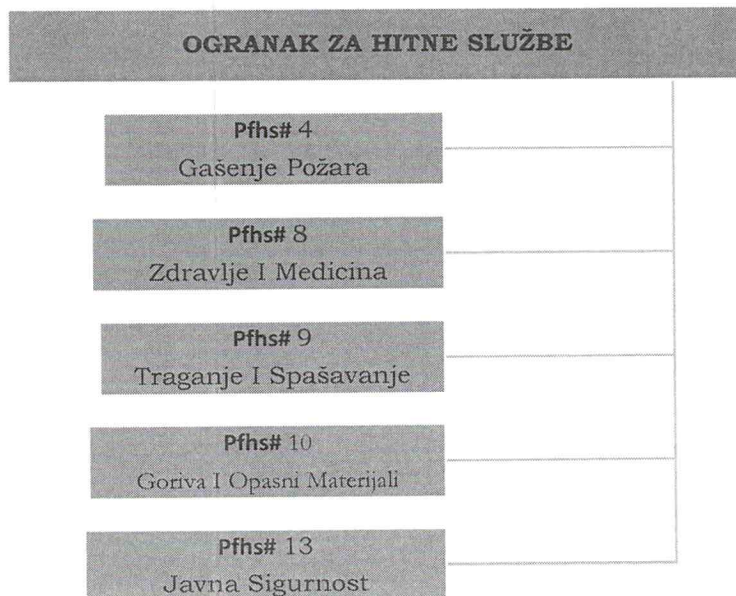 OGRANAK ZA HITNE SLUŽBE
Pfhs# 4
Gašenje Požara
Pfhs# 8
Zdravlje I Medicina
Pfhs# 9
Traganje I Spašavanje
Pfhs# 10
Goriva I Opasni Materijali
Pfhs# 13
Javna Sigurnost